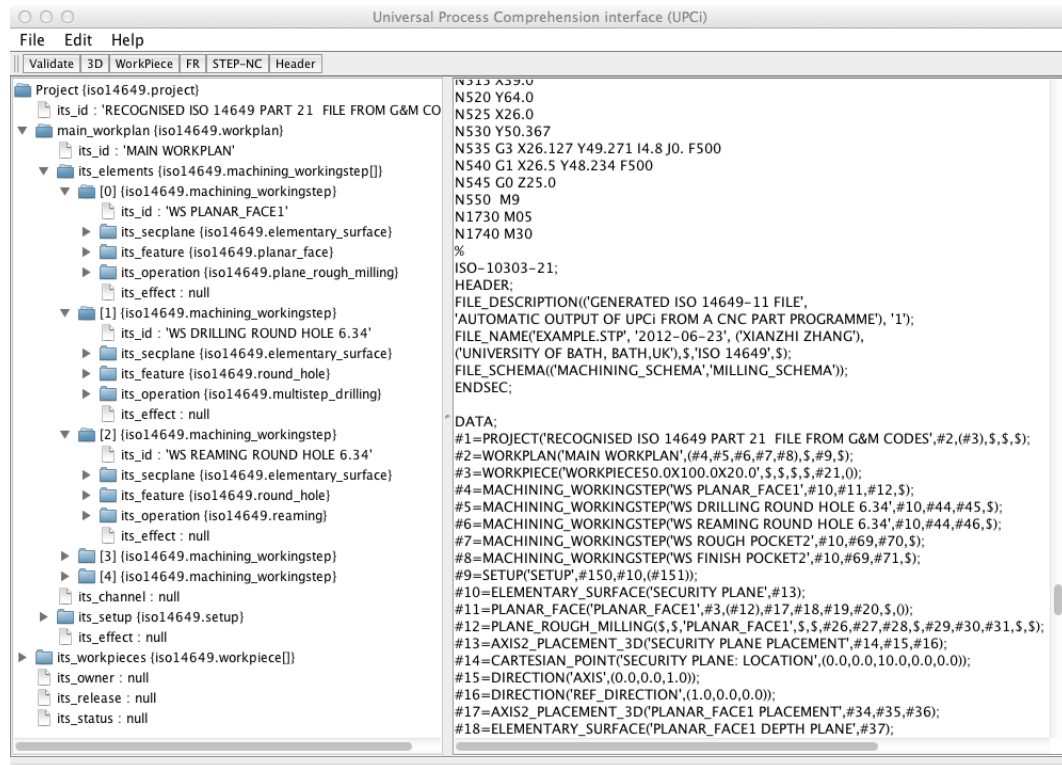 Universal Process Comprehension interface (UPCi)
File Edit Help
Validate 3D WorkPiece FR STEP-NC Header
Project {iso14649.project}
its_id : 'RECOGNISED ISO 14649 PART 21 FILE FROM G&M CO
main_workplan {iso14649.workplan}
its_id : 'MAIN WORKPLAN'
its_elements {iso14649.machining_workingstep[]}
[0] {iso14649.machining_workingstep}
its_id : 'WS PLANAR_FACE1'
its_secplane {iso14649.elementary_surface}
its_feature {iso14649.planar_face}
its_operation {iso14649.plane_rough_milling}
its_effect : null
[1] {iso14649.machining_workingstep}
its_id : 'WS DRILLING ROUND HOLE 6.34'
its_secplane {iso14649.elementary_surface}
its_feature {iso14649.round_hole}
its_operation {iso14649.multistep_drilling}
its_effect : null
[2] {iso14649.machining_workingstep}
its_id : 'WS REAMING ROUND HOLE 6.34'
its_secplane {iso14649.elementary_surface}
its_feature {iso14649.round_hole}
its_operation {iso14649.reaming}
its_effect : null
[3] {iso14649.machining_workingstep}
[4] {iso14649.machining_workingstep}
its_channel : null
its_setup {iso14649.setup}
its_effect : null
its_workpieces {iso14649.workpiece[]}
its_owner : null
its_release : null
its_status : null
N515 X39.0
N520 Y64.0
N525 X26.0
N530 Y50.367
N535 G3 X26.127 Y49.271 I4.8 J0. F500
N540 G1 X26.5 Y48.234 F500
N545 G0 Z25.0
N550 M9
N1730 M05
N1740 M30
%
ISO-10303-21;
HEADER;
FILE_DESCRIPTION(('GENERATED ISO 14649-11 FILE',
'AUTOMATIC OUTPUT OF UPCi FROM A CNC PART PROGRAMME'), '1');
FILE_NAME('EXAMPLE.STP', '2012-06-23', ('XIANZHI ZHANG'),
('UNIVERSITY OF BATH, BATH,UK'),$,'ISO 14649',$);
FILE_SCHEMA(('MACHINING_SCHEMA','MILLING_SCHEMA'));
ENDSEC;
DATA;
#1=PROJECT('RECOGNISED ISO 14649 PART 21 FILE FROM G&M CODES',#2,(#3),$,$,$);
#2=WORKPLAN('MAIN WORKPLAN',(#4,#5,#6,#7,#8),$,#9,$);
#3=WORKPIECE('WORKPIECE50.0X100.0X20.0',$,$,$,$,#21,());
#4=MACHINING_WORKINGSTEP('WS PLANAR_FACE1',#10,#11,#12,$);
#5=MACHINING_WORKINGSTEP('WS DRILLING ROUND HOLE 6.34',#10,#44,#45,$);
#6=MACHINING_WORKINGSTEP('WS REAMING ROUND HOLE 6.34',#10,#44,#46,$);
#7=MACHINING_WORKINGSTEP('WS ROUGH POCKET2',#10,#69,#70,$);
#8=MACHINING_WORKINGSTEP('WS FINISH POCKET2',#10,#69,#71,$);
#9=SETUP('SETUP',#150,#10,(#151));
#10=ELEMENTARY_SURFACE('SECURITY PLANE',#13);
#11=PLANAR_FACE('PLANAR_FACE1',#3,(#12),#17,#18,#19,#20,$,());
#12=PLANE_ROUGH_MILLING($,$,'PLANAR_FACE1',$,$,#26,#27,#28,$,#29,#30,#31,$,$);
#13=AXIS2_PLACEMENT_3D('SECURITY PLANE PLACEMENT',#14,#15,#16);
#14=CARTESIAN_POINT('SECURITY PLANE: LOCATION',(0.0,0.0,10.0,0.0,0.0));
#15=DIRECTION('AXIS',(0.0,0.0,1.0));
#16=DIRECTION('REF_DIRECTION',(1.0,0.0,0.0));
#17=AXIS2_PLACEMENT_3D('PLANAR_FACE1 PLACEMENT',#34,#35,#36);
#18=ELEMENTARY_SURFACE('PLANAR_FACE1 DEPTH PLANE',#37);